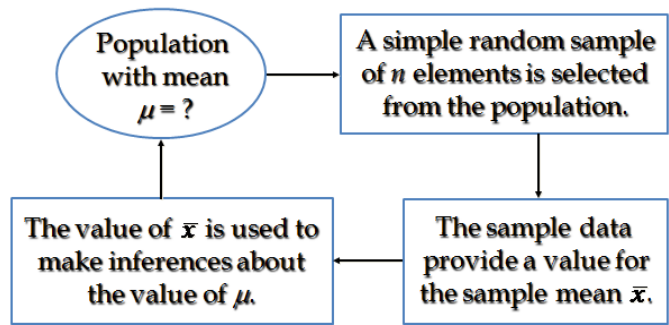 Population
with mean
μ = ?
A simple random sample
of n elements is selected
from the population.
The sample data
provide a value for
the sample mean x̄.
The value of x̄ is used to
make inferences about
the value of μ.